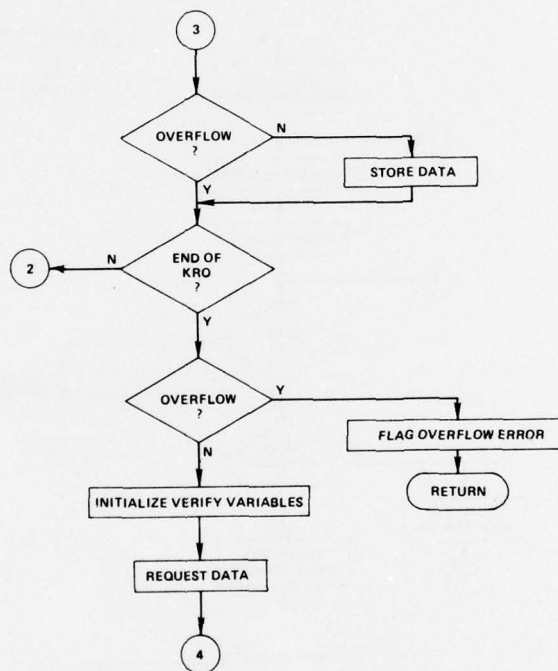 3
OVERFLOW
?
N
Y
STORE DATA
END OF
KRO
?
N
2
Y
OVERFLOW
?
Y
N
FLAG OVERFLOW ERROR
RETURN
INITIALIZE VERIFY VARIABLES
REQUEST DATA
4